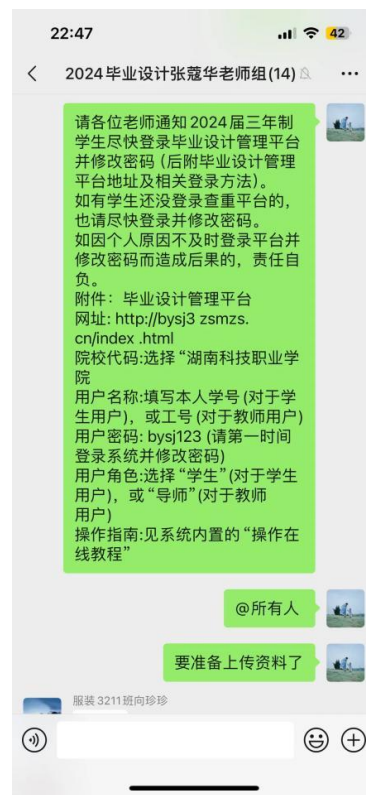 22:47
42
2024毕业设计张蔻华老师组(14)
请各位老师通知2024届三年制
学生尽快登录毕业设计管理平台
并修改密码 (后附毕业设计管理
平台地址及相关登录方法)。
如有学生还没登录查重平台的,
也请尽快登录并修改密码。
如因个人原因不及时登录平台并
修改密码而造成后果的，责任自
负。
附件：毕业设计管理平台
网址: http://bysj3 zsmzs.
cn/index .html
院校代码:选择“湖南科技职业学
院
用户名称:填写本人学号 (对于学
生用户)，或工号 (对于教师用户)
用户密码: bysj123 (请第一时间
登录系统并修改密码)
用户角色:选择“学生”(对于学生
用户)，或“导师”(对于教师
用户)
操作指南:见系统内置的“操作在
线教程”
@所有人
要准备上传资料了
服装3211班向珍珍